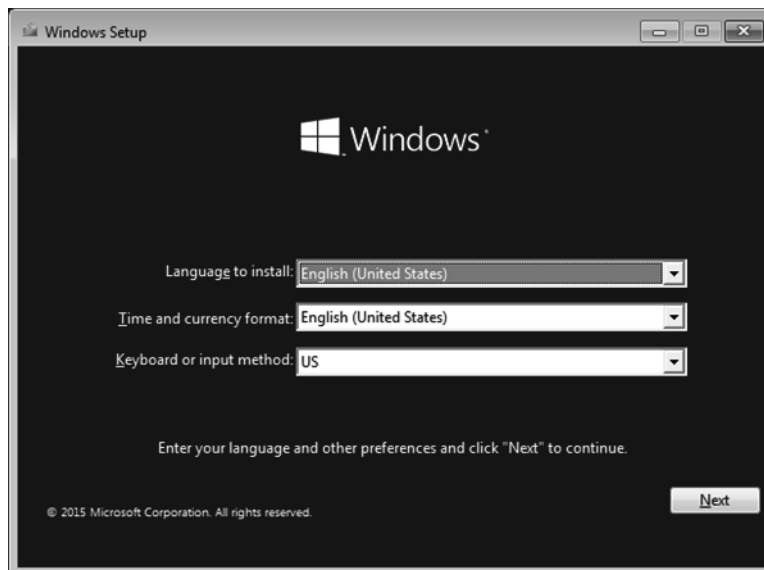 Windows Setup
Windows
Language to install: English (United States)
Time and currency format: English (United States)
Keyboard or input method: US
Enter your language and other preferences and click "Next" to continue.
Next
© 2015 Microsoft Corporation. All rights reserved.